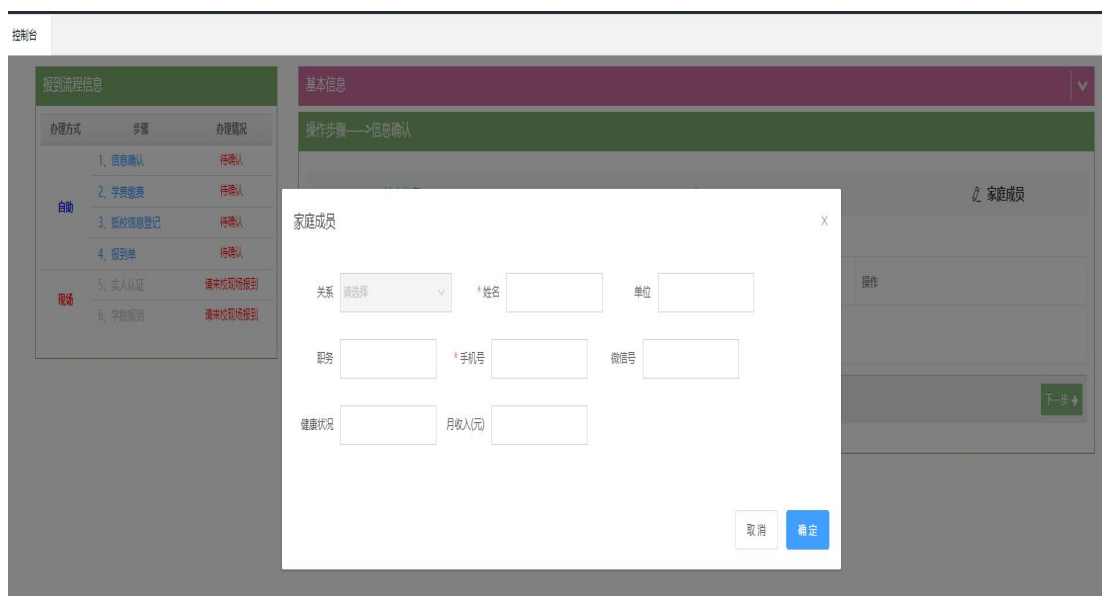 控制台
报到流程信息
办理方式 步骤 办理情况
自助
1、信息确认 待确认
2、学费缴费 待确认
3、抵校信息登记 待确认
4、报到单 待确认
现场
5、实人认证 请来校现场报到
6、学院报到 请来校现场报到
基本信息
操作步骤——>信息确认
家庭成员
操作
下一步
家庭成员 X
关系 请选择 *姓名 单位
职务 *手机号 微信号
健康状况 月收入(元)
取消 确定